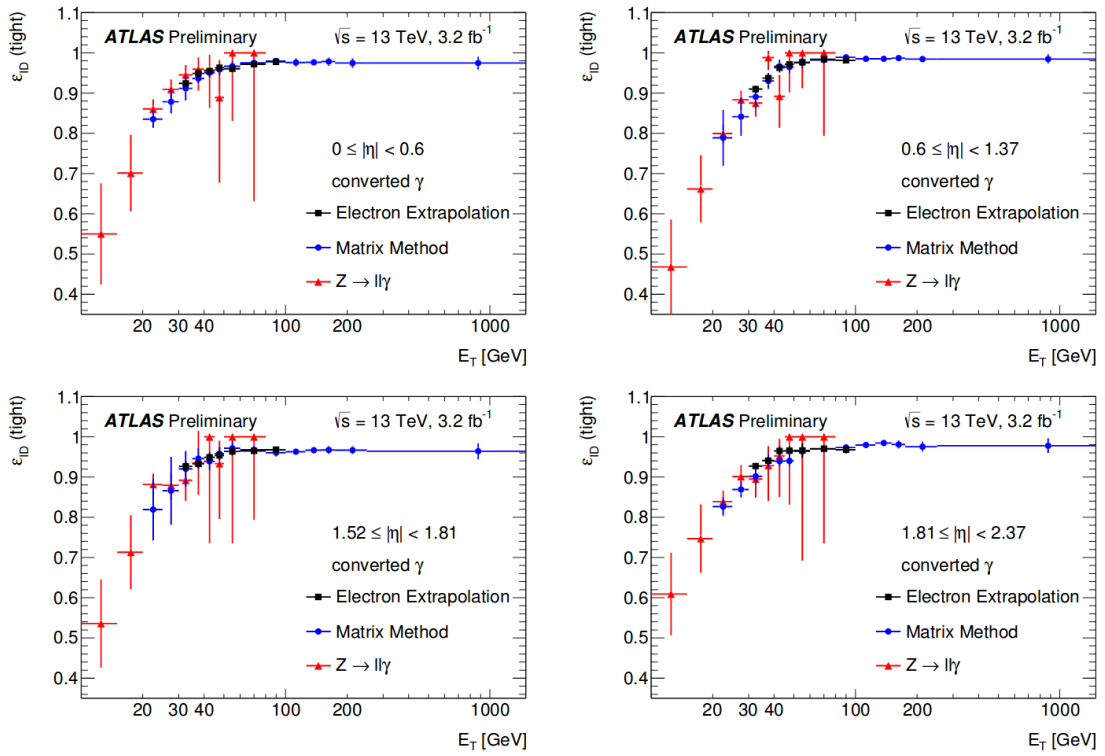 ATLAS Preliminary
√s = 13 TeV, 3.2 fb⁻¹
ε_ID (tight)
1.1
1
0.9
0.8
0.7
0.6
0.5
0.4
0 ≤ |η| < 0.6
converted γ
Electron Extrapolation
Matrix Method
Z → llγ
20 30 40 100 200 1000
E_T [GeV]
ATLAS Preliminary
√s = 13 TeV, 3.2 fb⁻¹
ε_ID (tight)
1.1
1
0.9
0.8
0.7
0.6
0.5
0.4
0.6 ≤ |η| < 1.37
converted γ
Electron Extrapolation
Matrix Method
Z → llγ
20 30 40 100 200 1000
E_T [GeV]
ATLAS Preliminary
√s = 13 TeV, 3.2 fb⁻¹
ε_ID (tight)
1.1
1
0.9
0.8
0.7
0.6
0.5
0.4
1.52 ≤ |η| < 1.81
converted γ
Electron Extrapolation
Matrix Method
Z → llγ
20 30 40 100 200 1000
E_T [GeV]
ATLAS Preliminary
√s = 13 TeV, 3.2 fb⁻¹
ε_ID (tight)
1.1
1
0.9
0.8
0.7
0.6
0.5
0.4
1.81 ≤ |η| < 2.37
converted γ
Electron Extrapolation
Matrix Method
Z → llγ
20 30 40 100 200 1000
E_T [GeV]